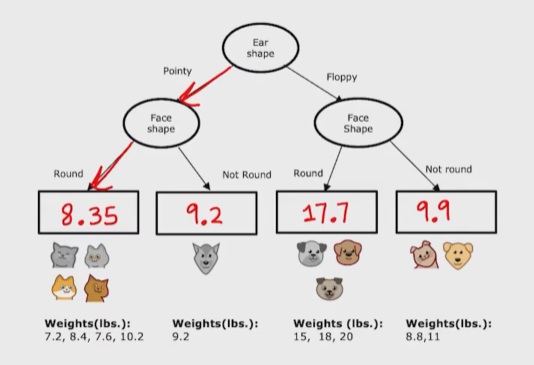 Ear
shape
Pointy
Floppy
Face
shape
Face
Shape
Round
Not Round
Round
Not round
8.35
9.2
17.7
9.9
Weights(lbs.):
7.2, 8.4, 7.6, 10.2
Weights(lbs.):
9.2
Weights (lbs.):
15, 18, 20
Weights(lbs.):
8.8,11